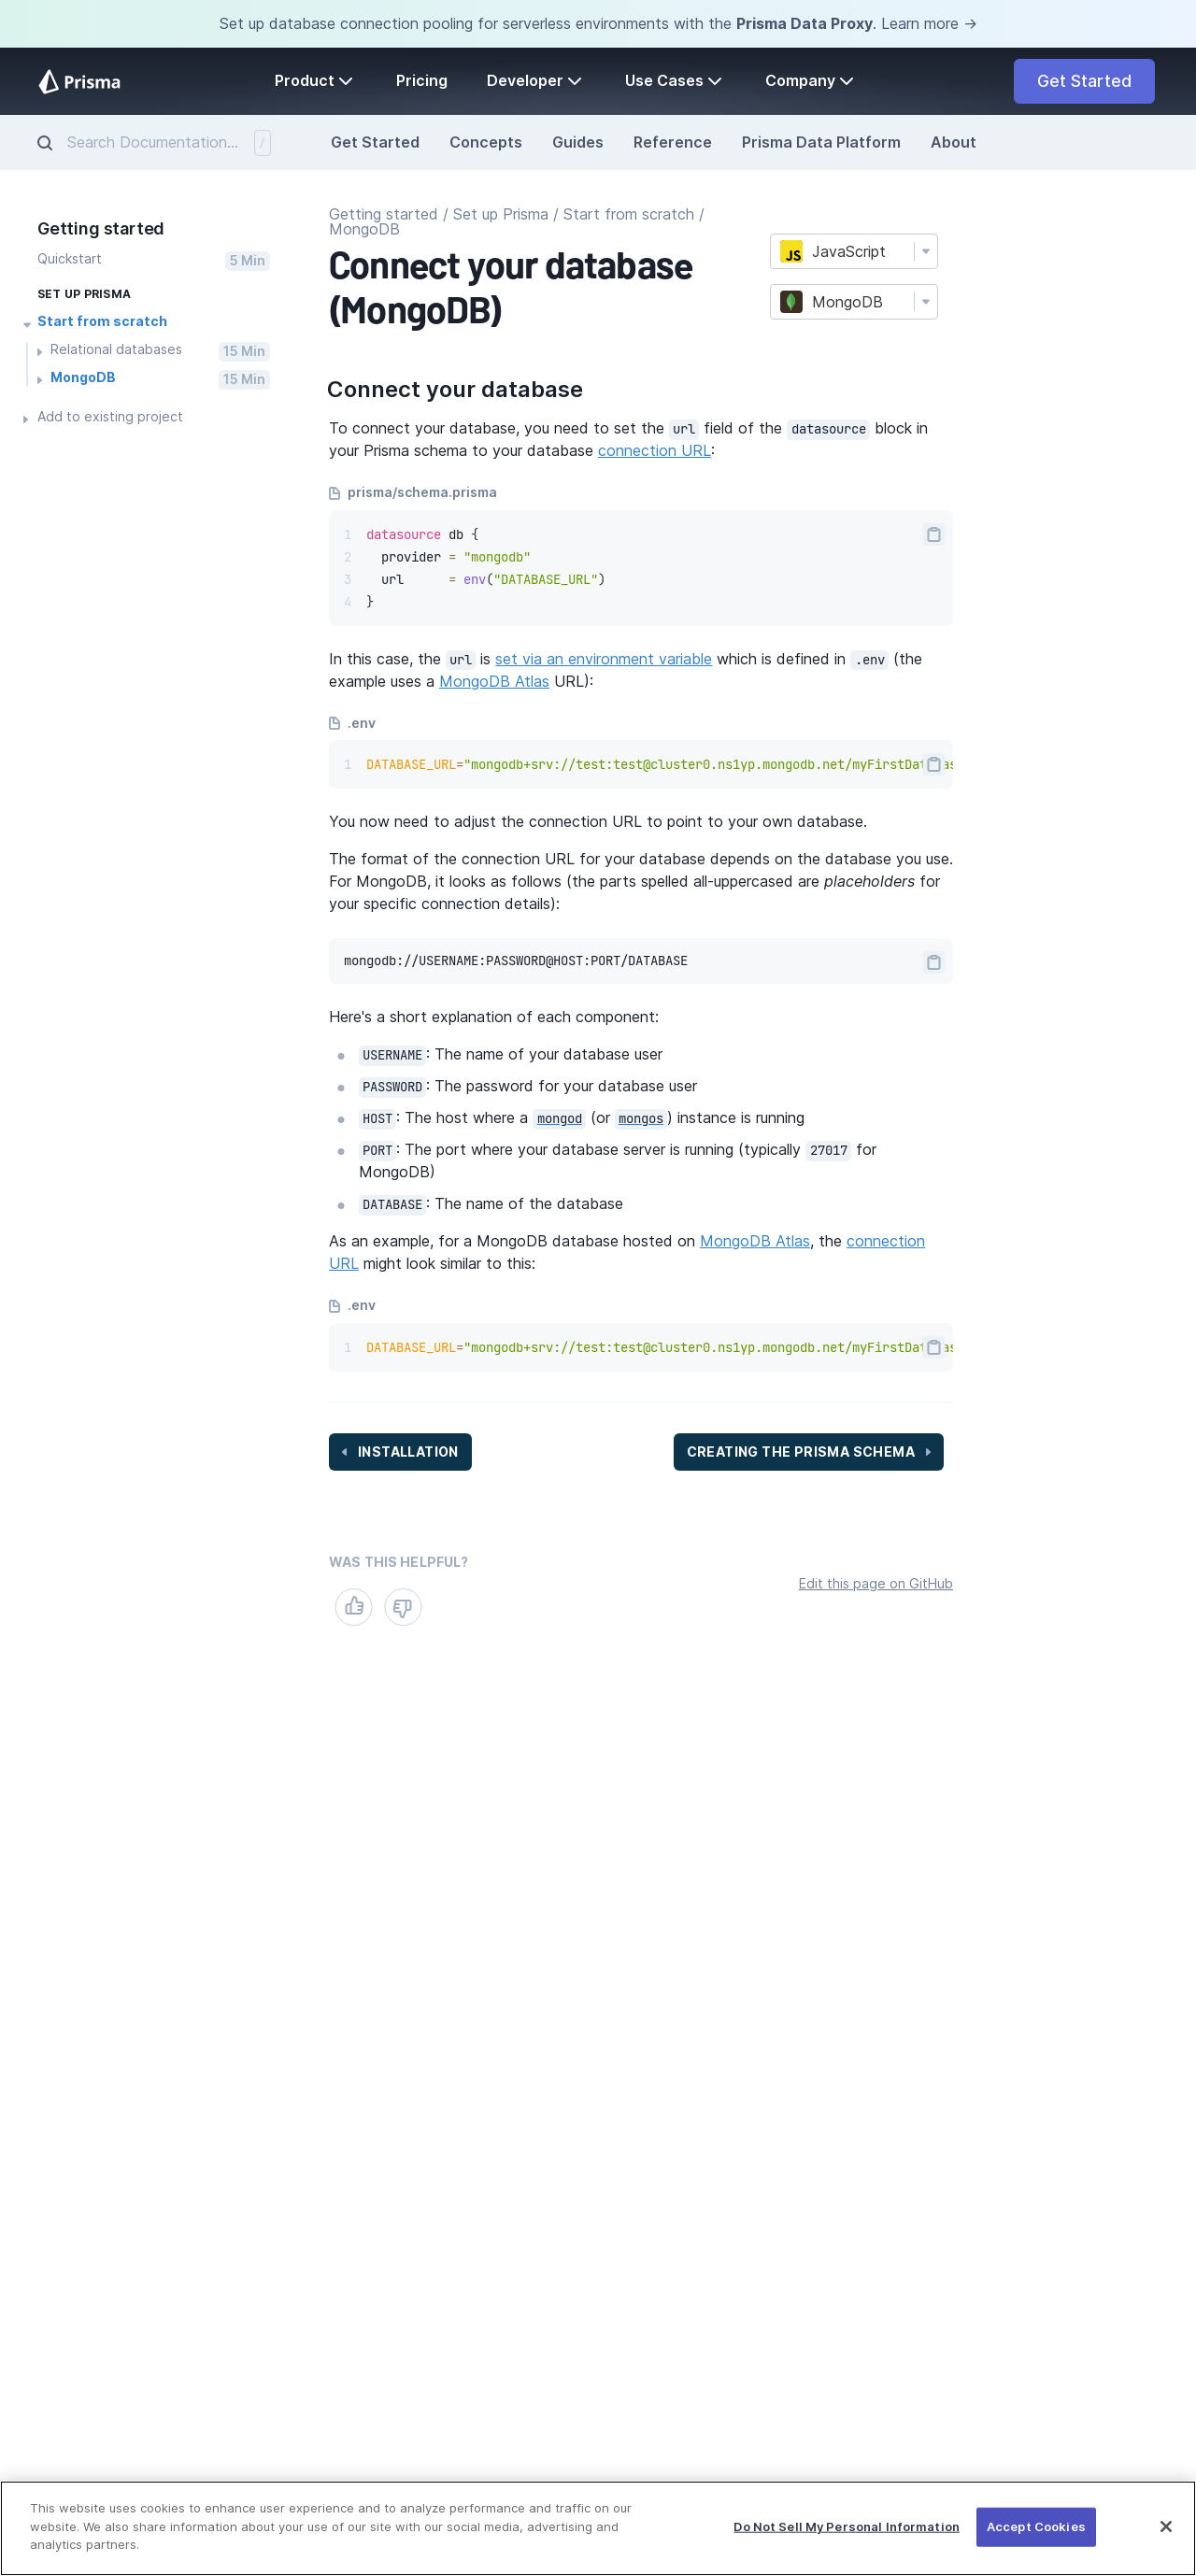 Set up database connection pooling for serverless environments with the Prisma Data Proxy. Learn more →
Prisma
Product
Pricing
Developer
Use Cases
Company
Get Started
Search Documentation...
/
Get Started
Concepts
Guides
Reference
Prisma Data Platform
About
Getting started
Quickstart
5 Min
SET UP PRISMA
Start from scratch
Relational databases
15 Min
MongoDB
15 Min
Add to existing project
Getting started / Set up Prisma / Start from scratch /
MongoDB
Connect your database
(MongoDB)
JS JavaScript
MongoDB
Connect your database
To connect your database, you need to set the url field of the datasource block in
your Prisma schema to your database connection URL:
prisma/schema.prisma
1 datasource db {
2   provider = "mongodb"
3   url      = env("DATABASE_URL")
4 }
In this case, the url is set via an environment variable which is defined in .env (the
example uses a MongoDB Atlas URL):
.env
1 DATABASE_URL="mongodb+srv://test:test@cluster0.ns1yp.mongodb.net/myFirstDatabas
You now need to adjust the connection URL to point to your own database.
The format of the connection URL for your database depends on the database you use.
For MongoDB, it looks as follows (the parts spelled all-uppercased are placeholders for
your specific connection details):
mongodb://USERNAME:PASSWORD@HOST:PORT/DATABASE
Here's a short explanation of each component:
USERNAME: The name of your database user
PASSWORD: The password for your database user
HOST: The host where a mongod (or mongos) instance is running
PORT: The port where your database server is running (typically 27017 for
MongoDB)
DATABASE: The name of the database
As an example, for a MongoDB database hosted on MongoDB Atlas, the connection
URL might look similar to this:
.env
1 DATABASE_URL="mongodb+srv://test:test@cluster0.ns1yp.mongodb.net/myFirstDatabas
INSTALLATION
CREATING THE PRISMA SCHEMA
WAS THIS HELPFUL?
Edit this page on GitHub
This website uses cookies to enhance user experience and to analyze performance and traffic on our
website. We also share information about your use of our site with our social media, advertising and
analytics partners.
Do Not Sell My Personal Information
Accept Cookies